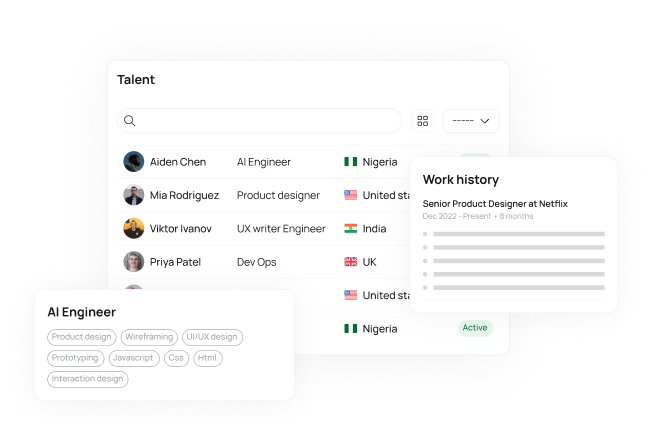 Talent
Aiden Chen AI Engineer Nigeria
Work history
Mia Rodriguez Product designer United sta
Senior Product Designer at Netflix
Dec 2022 - Present • 8 months
Viktor Ivanov UX writer Engineer India
Priya Patel Dev Ops UK
United sta
AI Engineer
Nigeria Active
Product design Wireframing UI/UX design
Prototyping Javascript Css Html
Interaction design